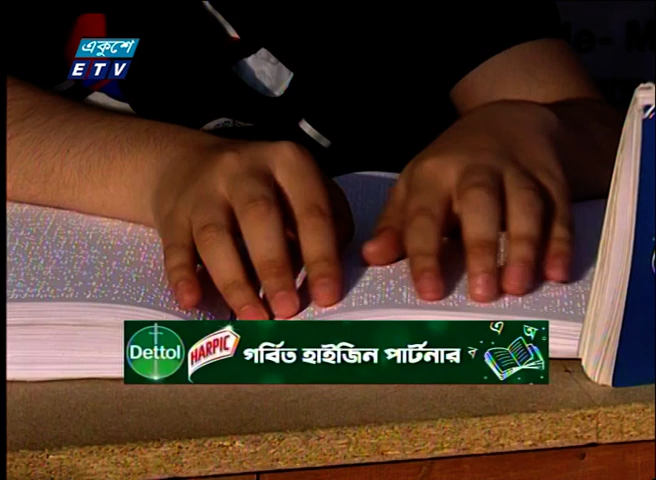 একুশে
ETV
Dettol
HARPIC
গর্বিত হাইজিন পার্টনার
এ
অ
ব